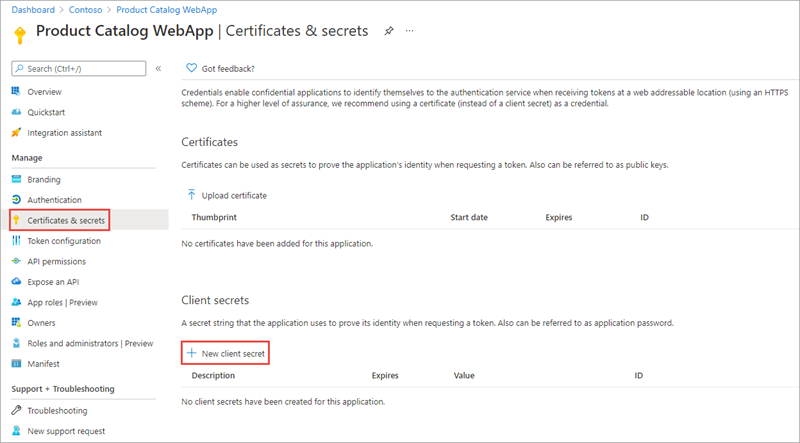 Dashboard > Contoso > Product Catalog WebApp
Product Catalog WebApp | Certificates & secrets ...
Search (Ctrl+/) «
Overview
Quickstart
Integration assistant
Manage
Branding
Authentication
Certificates & secrets
Token configuration
API permissions
Expose an API
App roles | Preview
Owners
Roles and administrators | Preview
Manifest
Support + Troubleshooting
Troubleshooting
New support request
Got feedback?
Credentials enable confidential applications to identify themselves to the authentication service when receiving tokens at a web addressable location (using an HTTPS
scheme). For a higher level of assurance, we recommend using a certificate (instead of a client secret) as a credential.
Certificates
Certificates can be used as secrets to prove the application's identity when requesting a token. Also can be referred to as public keys.
Upload certificate
Thumbprint Start date Expires ID
No certificates have been added for this application.
Client secrets
A secret string that the application uses to prove its identity when requesting a token. Also can be referred to as application password.
New client secret
Description Expires Value ID
No client secrets have been created for this application.